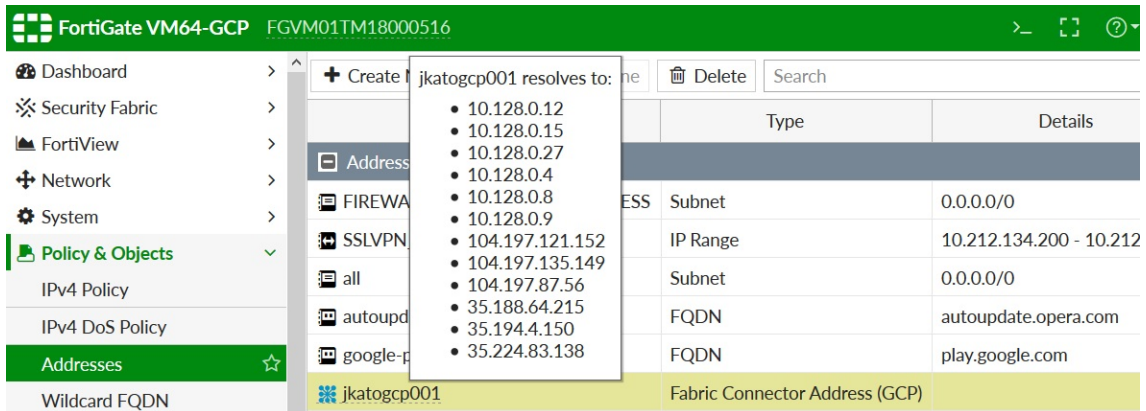 FortiGate VM64-GCP FGVM01TM18000516 >_
Dashboard
Security Fabric
FortiView
Network
System
Policy & Objects
IPv4 Policy
IPv4 DoS Policy
Addresses
Wildcard FQDN
+ Create Delete Search
jkatogcp001 resolves to:
• 10.128.0.12
• 10.128.0.15
• 10.128.0.27
• 10.128.0.4
• 10.128.0.8
• 10.128.0.9
• 104.197.121.152
• 104.197.135.149
• 104.197.87.56
• 35.188.64.215
• 35.194.4.150
• 35.224.83.138
Type Details
Address
FIREWA ESS Subnet 0.0.0.0/0
SSLVPN_ IP Range 10.212.134.200 - 10.212
all Subnet 0.0.0.0/0
autoupd FQDN autoupdate.opera.com
google-p FQDN play.google.com
jkatogcp001 Fabric Connector Address (GCP)